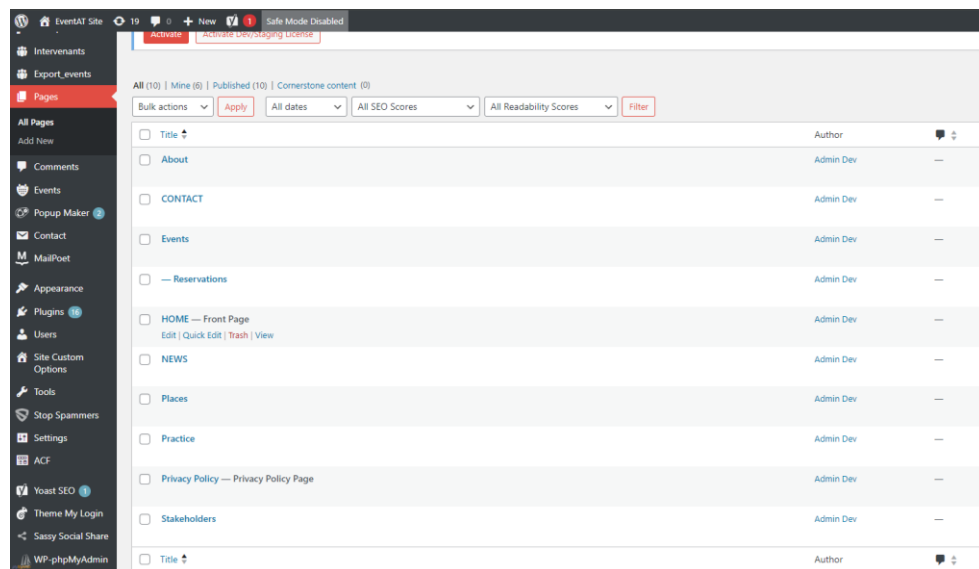 EventAT Site 19 0 + New 1 Safe Mode Disabled
Activate Activate Dev/Staging License
Intervenants
Export_events
Pages
All Pages
Add New
Comments
Events
Popup Maker 2
Contact
MailPoet
Appearance
Plugins 16
Users
Site Custom
Options
Tools
Stop Spammers
Settings
ACF
Yoast SEO 1
Theme My Login
Sassy Social Share
WP-phpMyAdmin
All (10) | Mine (6) | Published (10) | Cornerstone content (0)
Bulk actions Apply All dates All SEO Scores All Readability Scores Filter
Title Author
About Admin Dev —
CONTACT Admin Dev —
Events Admin Dev —
— Reservations Admin Dev —
HOME — Front Page Admin Dev —
Edit | Quick Edit | Trash | View
NEWS Admin Dev —
Places Admin Dev —
Practice Admin Dev —
Privacy Policy — Privacy Policy Page Admin Dev —
Stakeholders Admin Dev —
Title Author